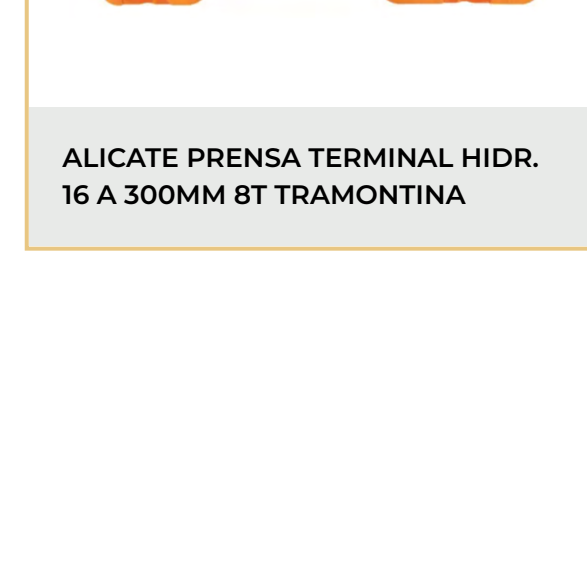 ALICATE PRENSA TERMINAL HIDR.
16 A 300MM 8T TRAMONTINA